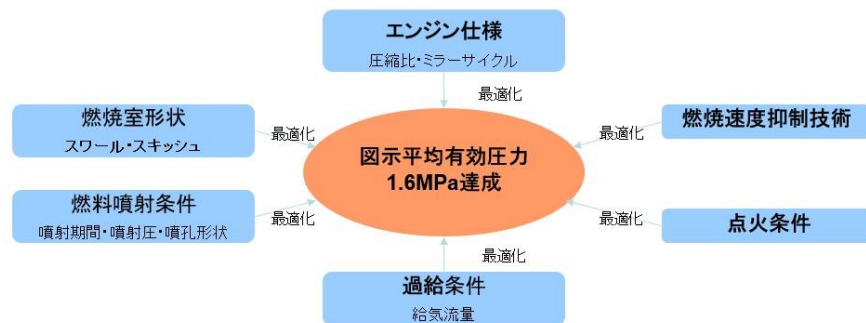 エンジン仕様
圧縮比・ミラーサイクル
最適化
燃焼室形状
スワール・スキッシュ
最適化
燃焼速度抑制技術
最適化
図示平均有効圧力
1.6MPa達成
燃料噴射条件
噴射期間・噴射圧・噴孔形状
最適化
点火条件
最適化
最適化
過給条件
給気流量